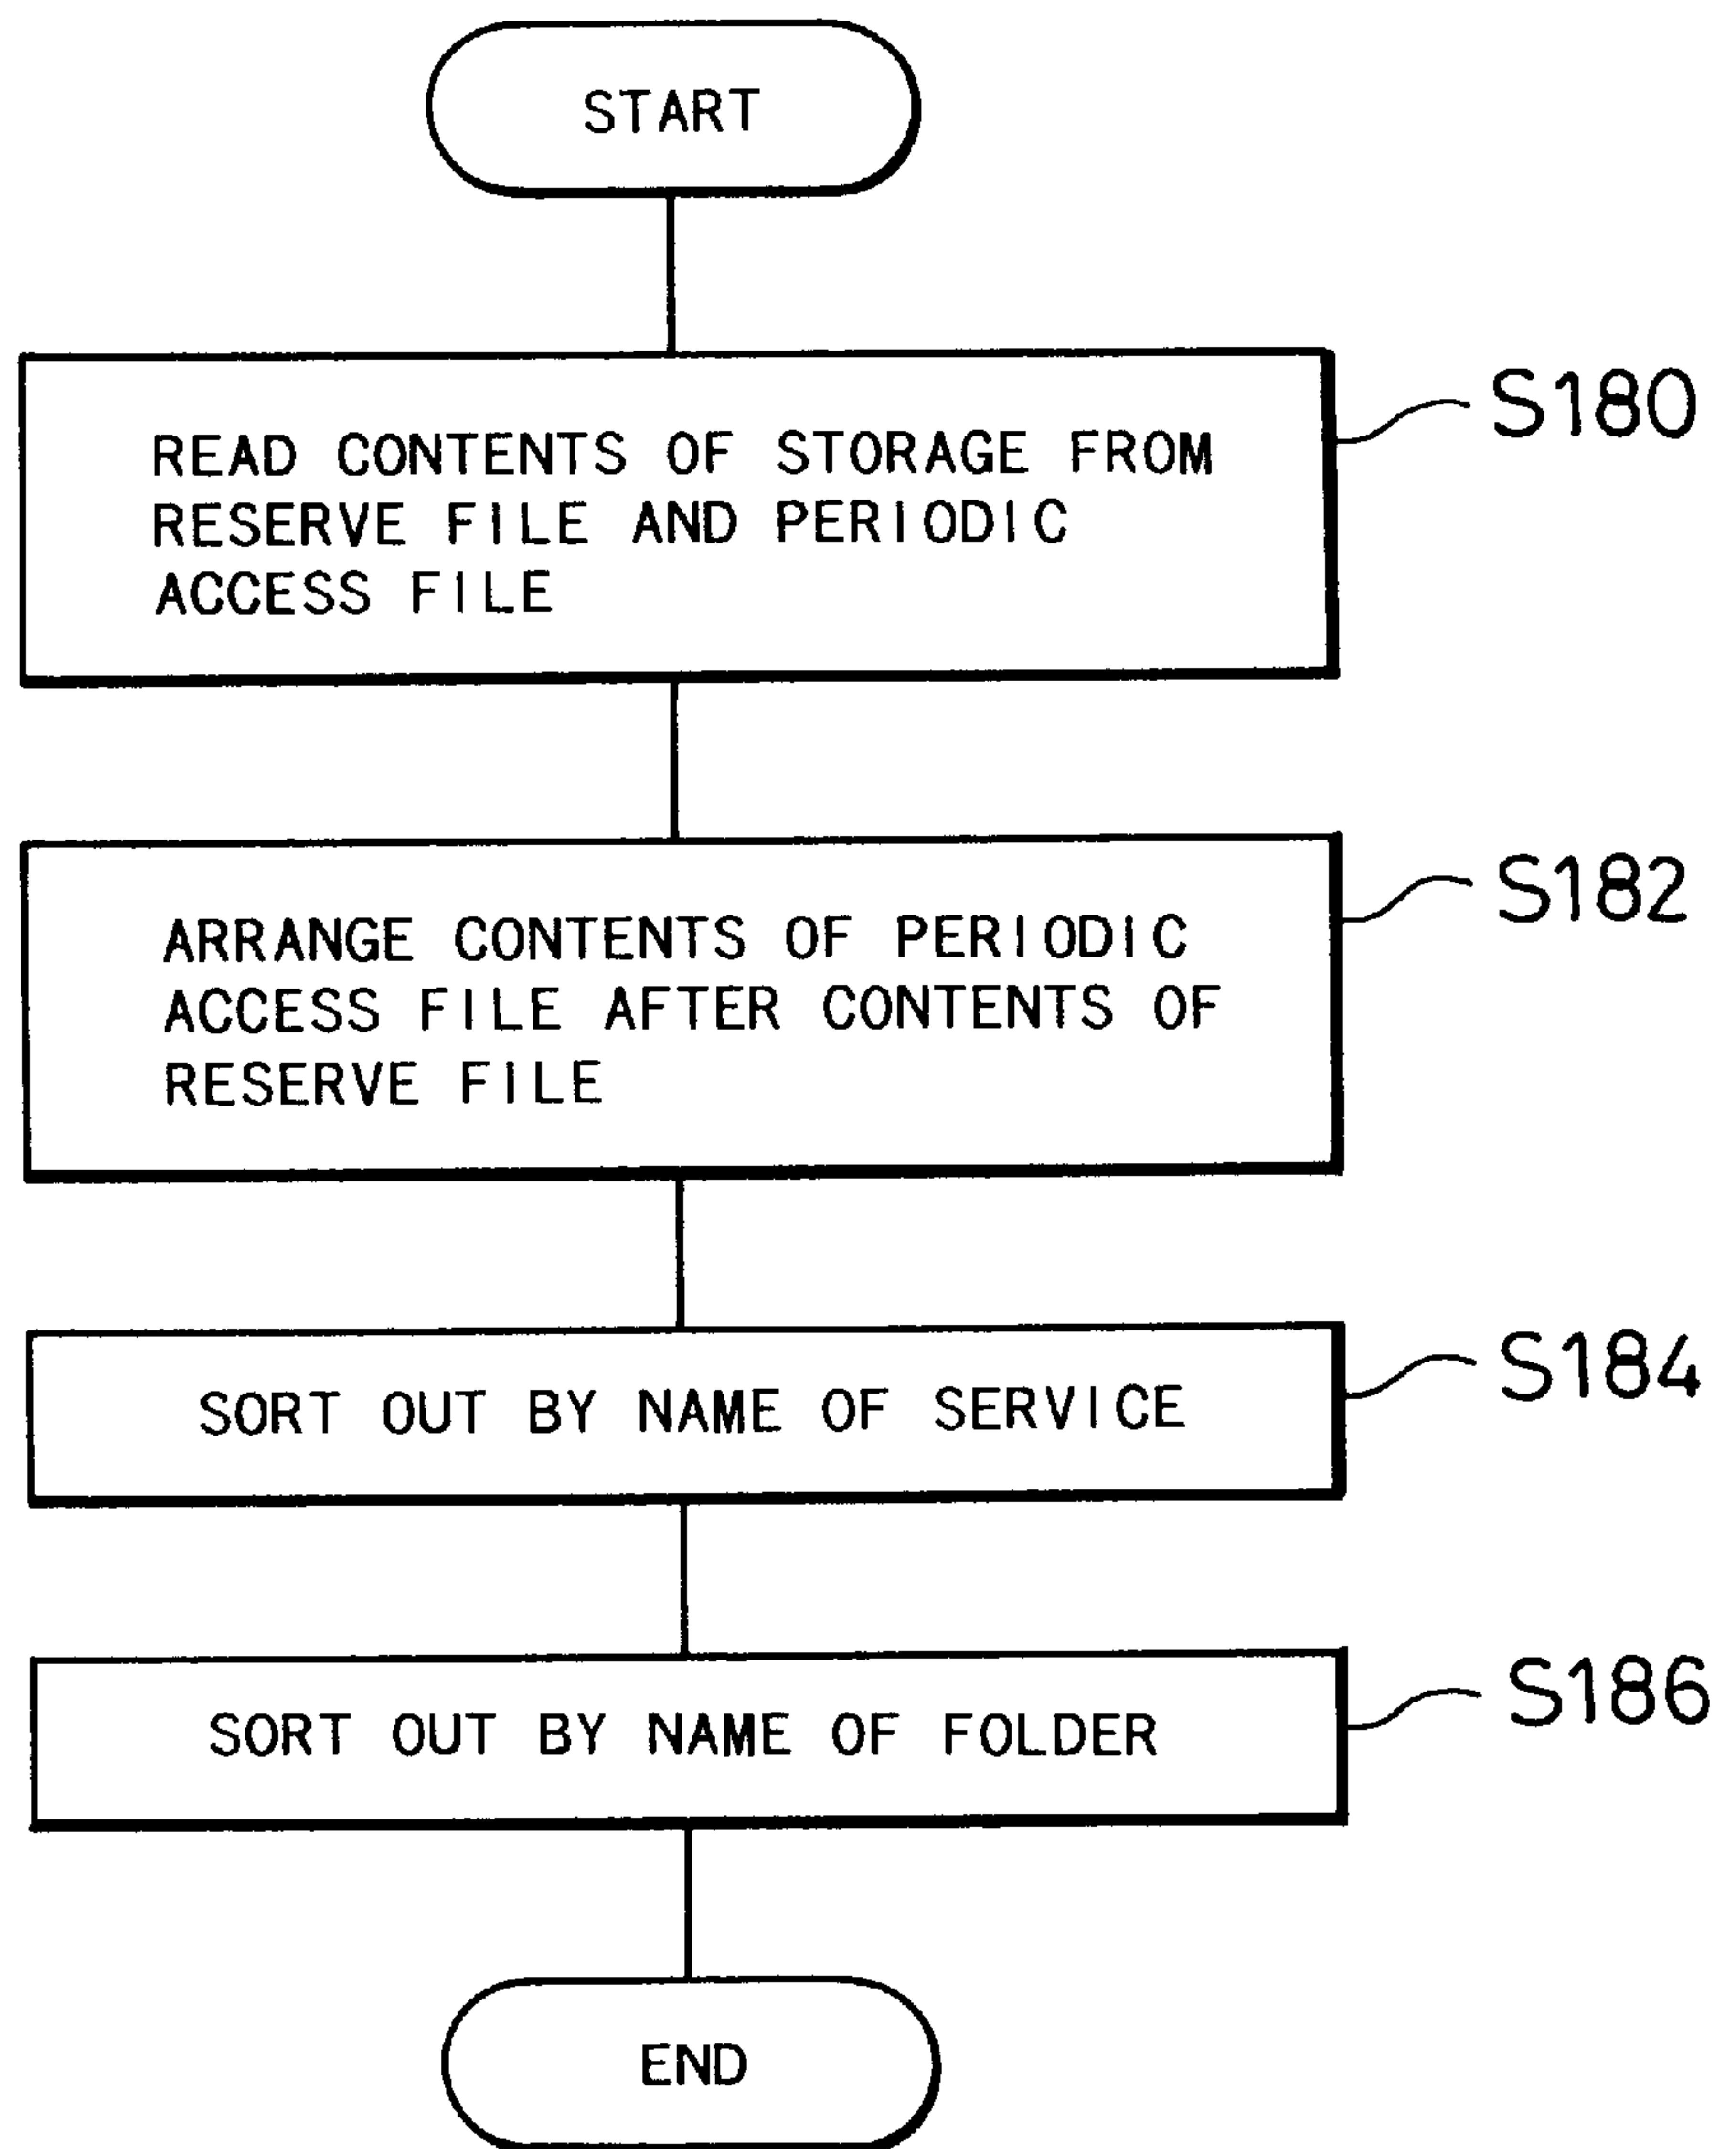 START
S180
READ CONTENTS OF STORAGE FROM
RESERVE FILE AND PERIODIC
ACCESS FILE
S182
ARRANGE CONTENTS OF PERIODIC
ACCESS FILE AFTER CONTENTS OF
RESERVE FILE
S184
SORT OUT BY NAME OF SERVICE
S186
SORT OUT BY NAME OF FOLDER
END